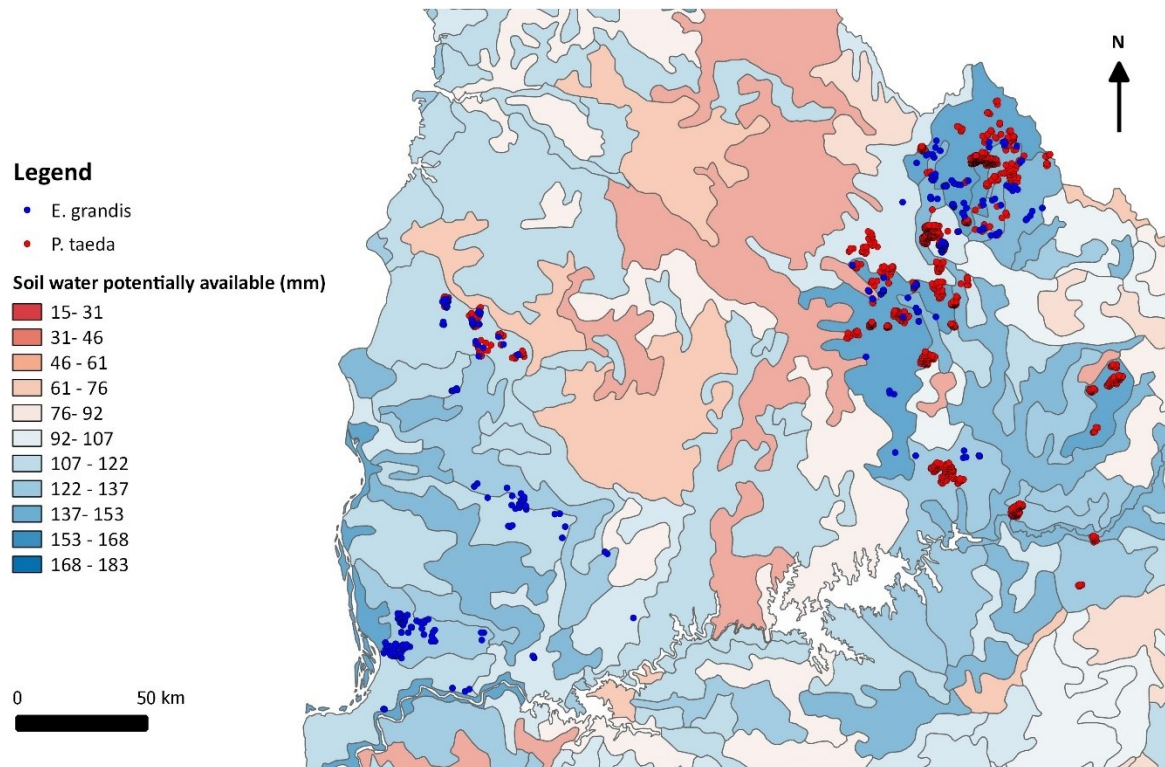 N
Legend
E. grandis
P. taeda
Soil water potentially available (mm)
15- 31
31- 46
46- 61
61- 76
76- 92
92- 107
107 - 122
122 - 137
137- 153
153 - 168
168 - 183
0 50 km